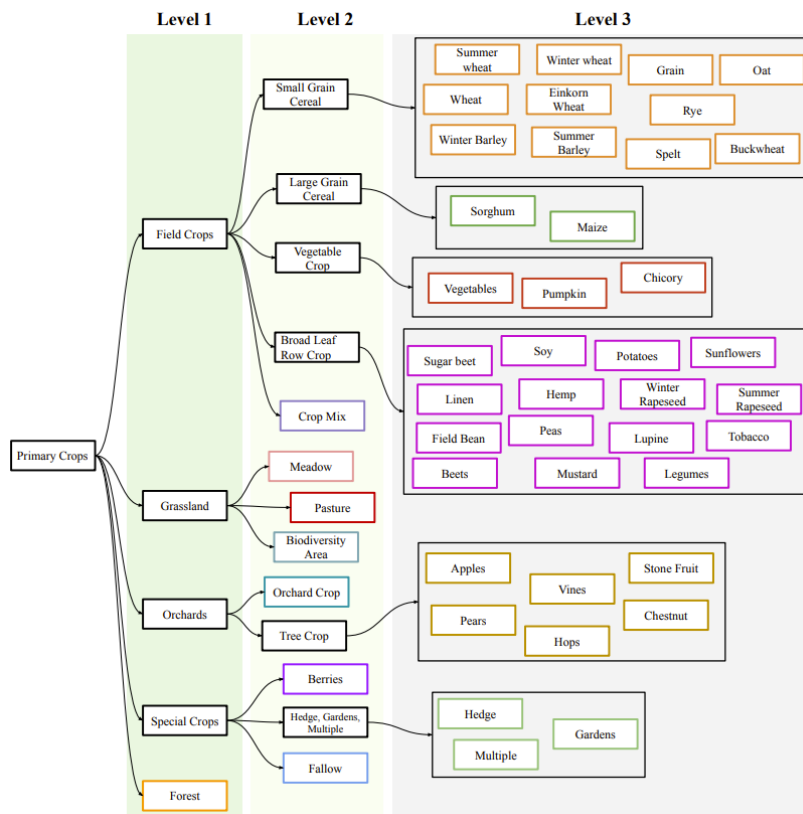 Level 1
Level 2
Level 3
Primary Crops
Field Crops
Grassland
Orchards
Special Crops
Forest
Small Grain
Cereal
Large Grain
Cereal
Vegetable
Crop
Broad Leaf
Row Crop
Crop Mix
Meadow
Pasture
Biodiversity
Area
Orchard Crop
Tree Crop
Berries
Hedge, Gardens,
Multiple
Fallow
Summer
wheat
Winter wheat
Grain
Oat
Wheat
Einkorn
Wheat
Rye
Winter Barley
Summer
Barley
Spelt
Buckwheat
Sorghum
Maize
Vegetables
Pumpkin
Chicory
Sugar beet
Soy
Potatoes
Sunflowers
Linen
Hemp
Winter
Rapeseed
Summer
Rapeseed
Field Bean
Peas
Lupine
Tobacco
Beets
Mustard
Legumes
Apples
Vines
Stone Fruit
Pears
Hops
Chestnut
Hedge
Multiple
Gardens